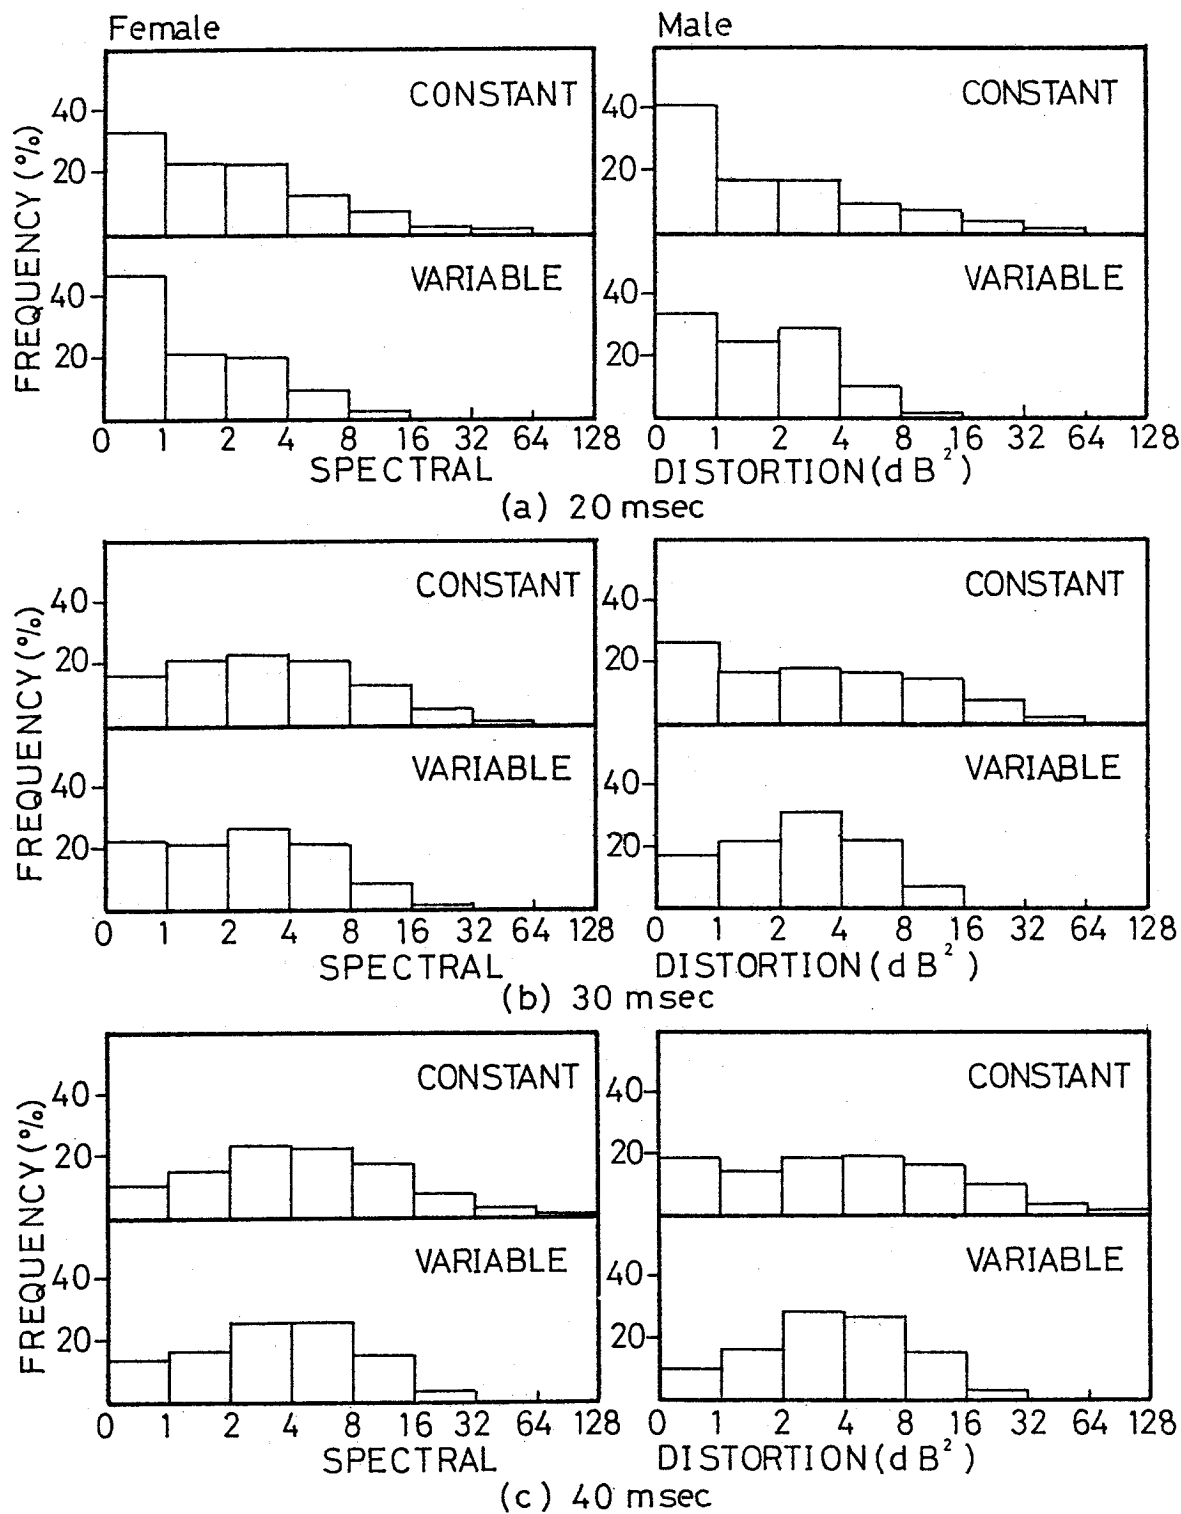 Female
Male
FREQUENCY (%)
40
20
CONSTANT
40
20
VARIABLE
40
20
CONSTANT
40
20
VARIABLE
0 1 2 4 8 16 32 64 128
0 1 2 4 8 16 32 64 128
SPECTRAL DISTORTION (dB²)
(a) 20 msec
FREQUENCY (%)
40
20
CONSTANT
40
20
VARIABLE
40
20
CONSTANT
40
20
VARIABLE
0 1 2 4 8 16 32 64 128
0 1 2 4 8 16 32 64 128
SPECTRAL DISTORTION (dB²)
(b) 30 msec
FREQUENCY (%)
40
20
CONSTANT
40
20
VARIABLE
40
20
CONSTANT
40
20
VARIABLE
0 1 2 4 8 16 32 64 128
0 1 2 4 8 16 32 64 128
SPECTRAL DISTORTION (dB²)
(c) 40 msec